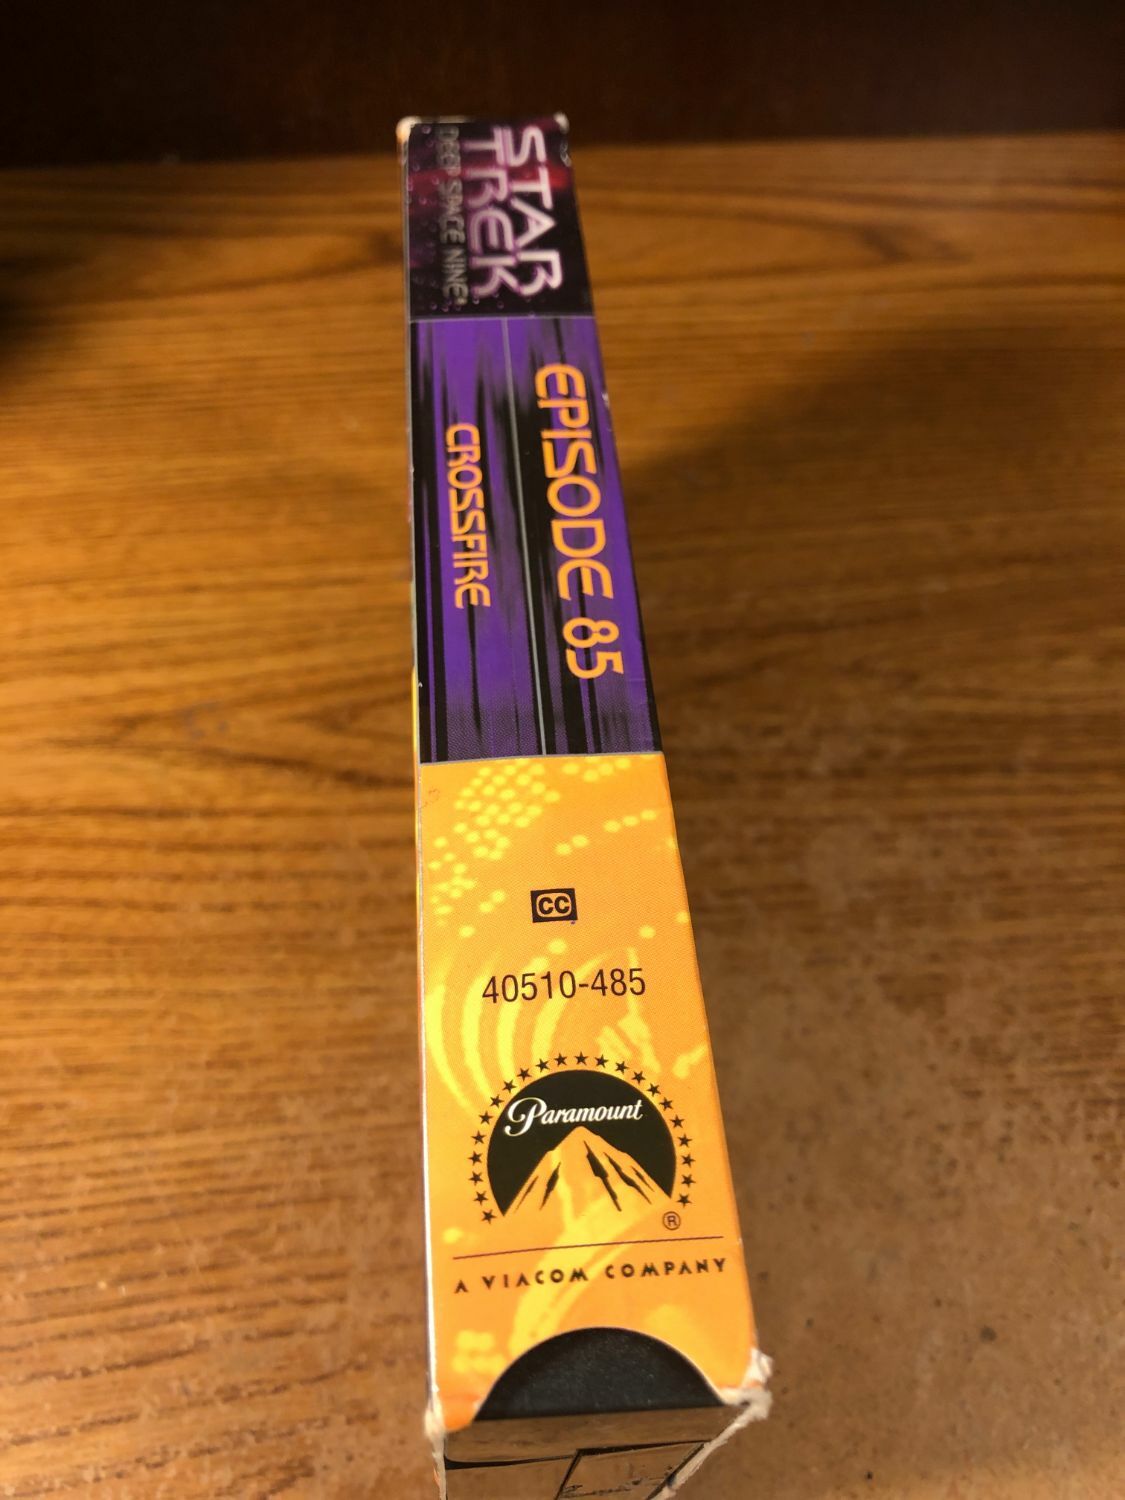 STAR
TREK
DEEP SPACE NINE®
EPISODE 85
CROSSFIRE
CC
40510-485
Paramount
®
A VIACOM COMPANY